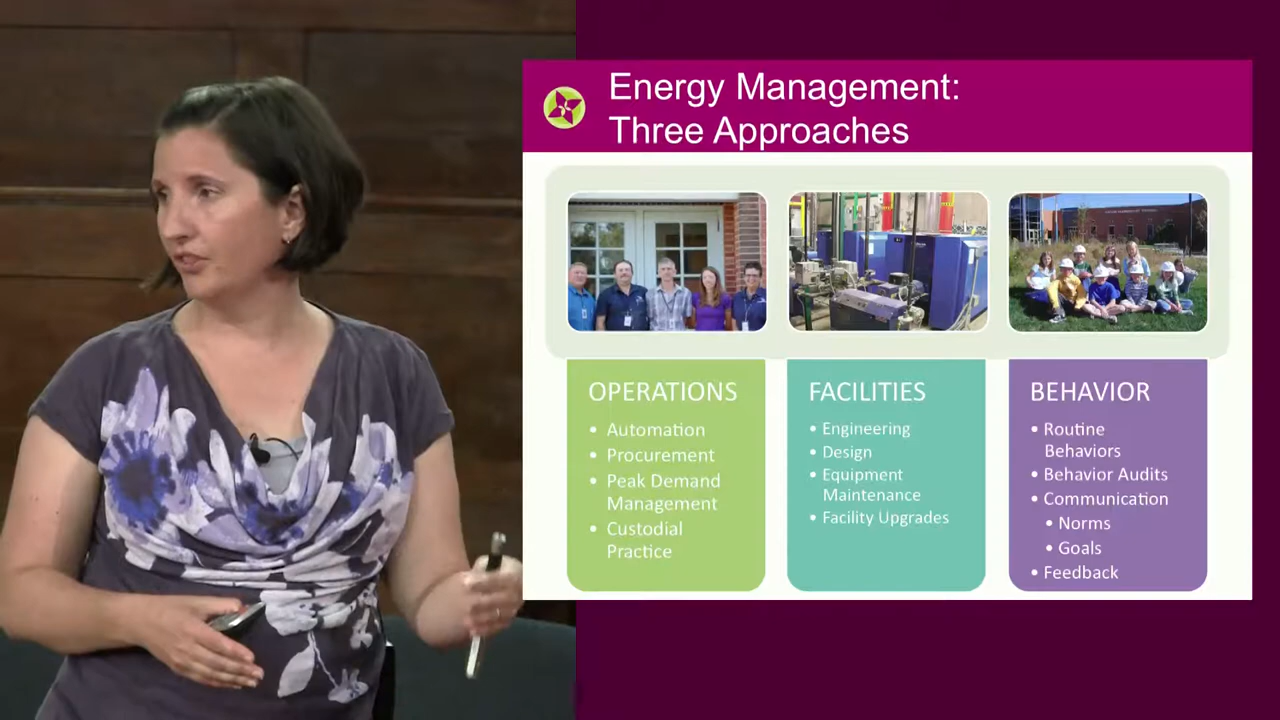 Energy Management:
Three Approaches
OPERATIONS
• Automation
• Procurement
• Peak Demand
Management
• Custodial
Practice
FACILITIES
• Engineering
• Design
• Equipment
Maintenance
• Facility Upgrades
BEHAVIOR
• Routine
Behaviors
• Behavior Audits
• Communication
• Norms
• Goals
• Feedback